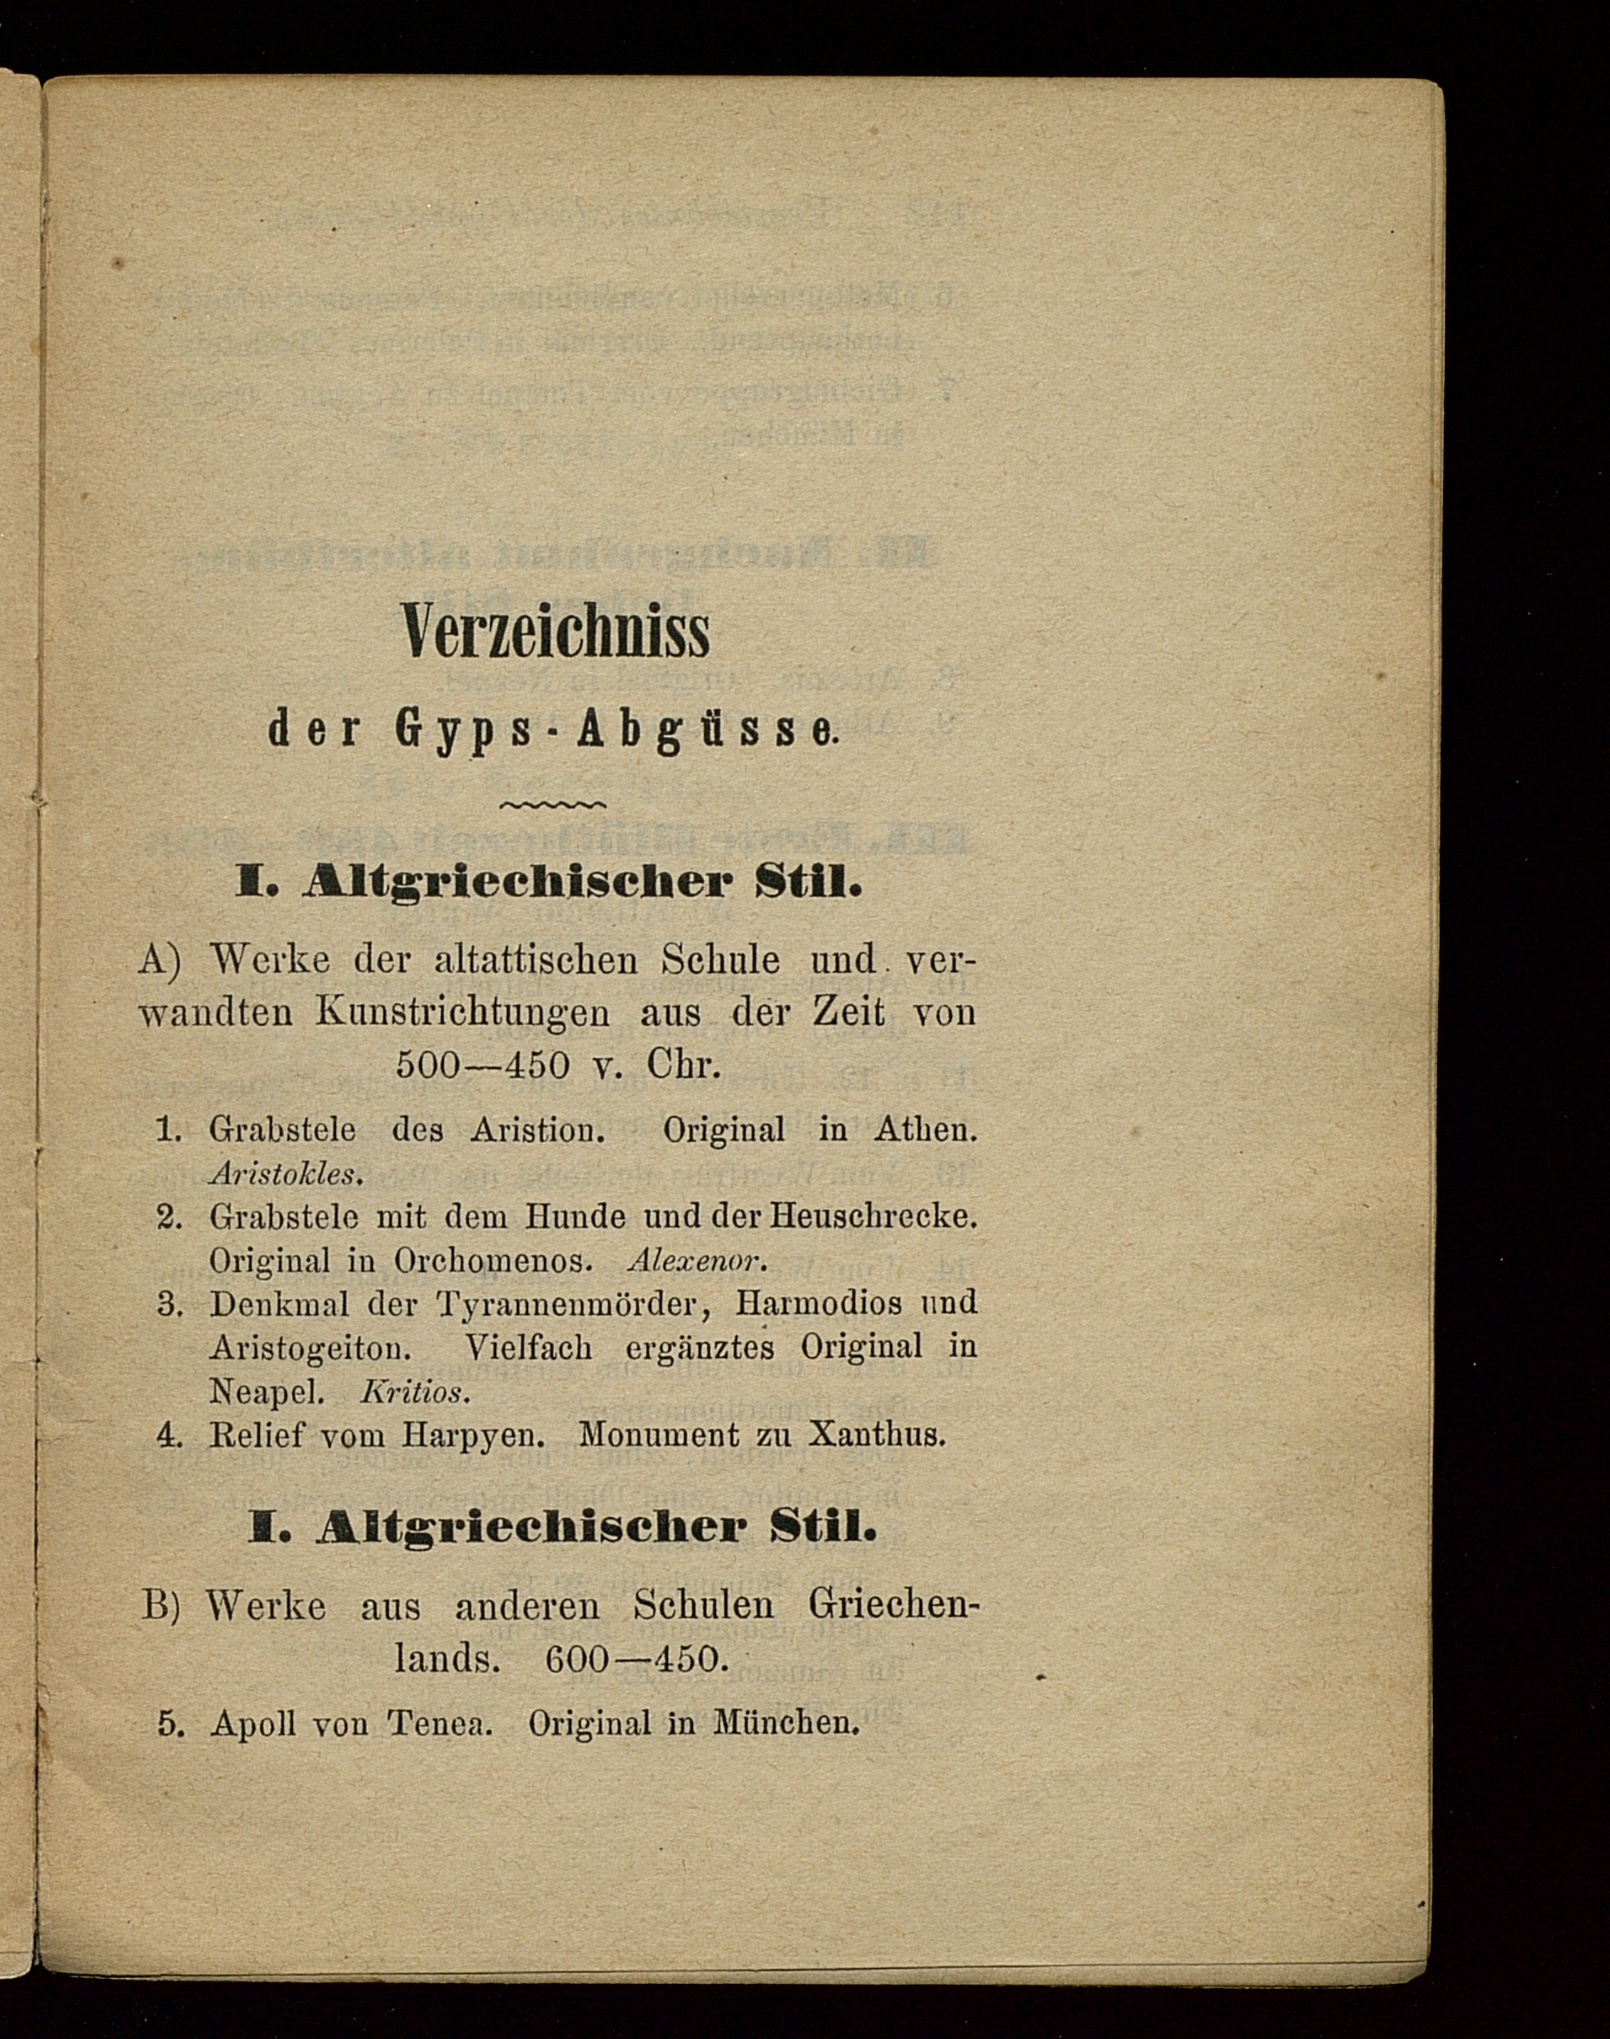 Verzeichniss
der Gyps-Abgüsse.
I. Altgriechischer Stil.
A) Werke der altattischen Schule und ver-
wandten Kunstrichtungen aus der Zeit von
500—450 v. Chr.
1. Grabstele des Aristion. Original in Athen.
Aristokles.
2. Grabstele mit dem Hunde und der Heuschrecke.
Original in Orchomenos. Alexenor.
3. Denkmal der Tyrannenmörder, Harmodios und
Aristogeiton. Vielfach ergänztes Original in
Neapel. Kritios.
4. Relief vom Harpyen. Monument zu Xanthus.
I. Altgriechischer Stil.
B) Werke aus anderen Schulen Griechen-
lands. 600—450.
5. Apoll von Tenea. Original in München.